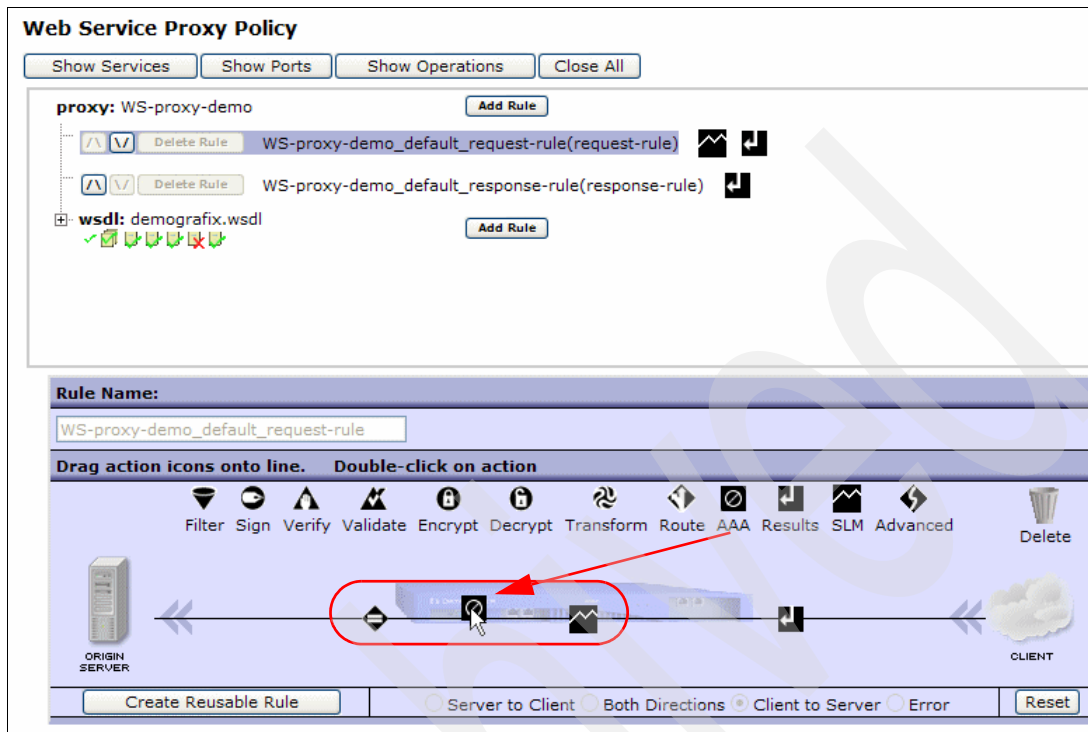 Web Service Proxy Policy
Show Services Show Ports Show Operations Close All
proxy: WS-proxy-demo Add Rule
/\ \/ Delete Rule WS-proxy-demo_default_request-rule(request-rule)
/\ \/ Delete Rule WS-proxy-demo_default_response-rule(response-rule)
wsdl: demografix.wsdl Add Rule
Rule Name:
WS-proxy-demo_default_request-rule
Drag action icons onto line. Double-click on action
Filter Sign Verify Validate Encrypt Decrypt Transform Route AAA Results SLM Advanced
Delete
ORIGIN
SERVER
CLIENT
Create Reusable Rule Server to Client Both Directions Client to Server Error Reset